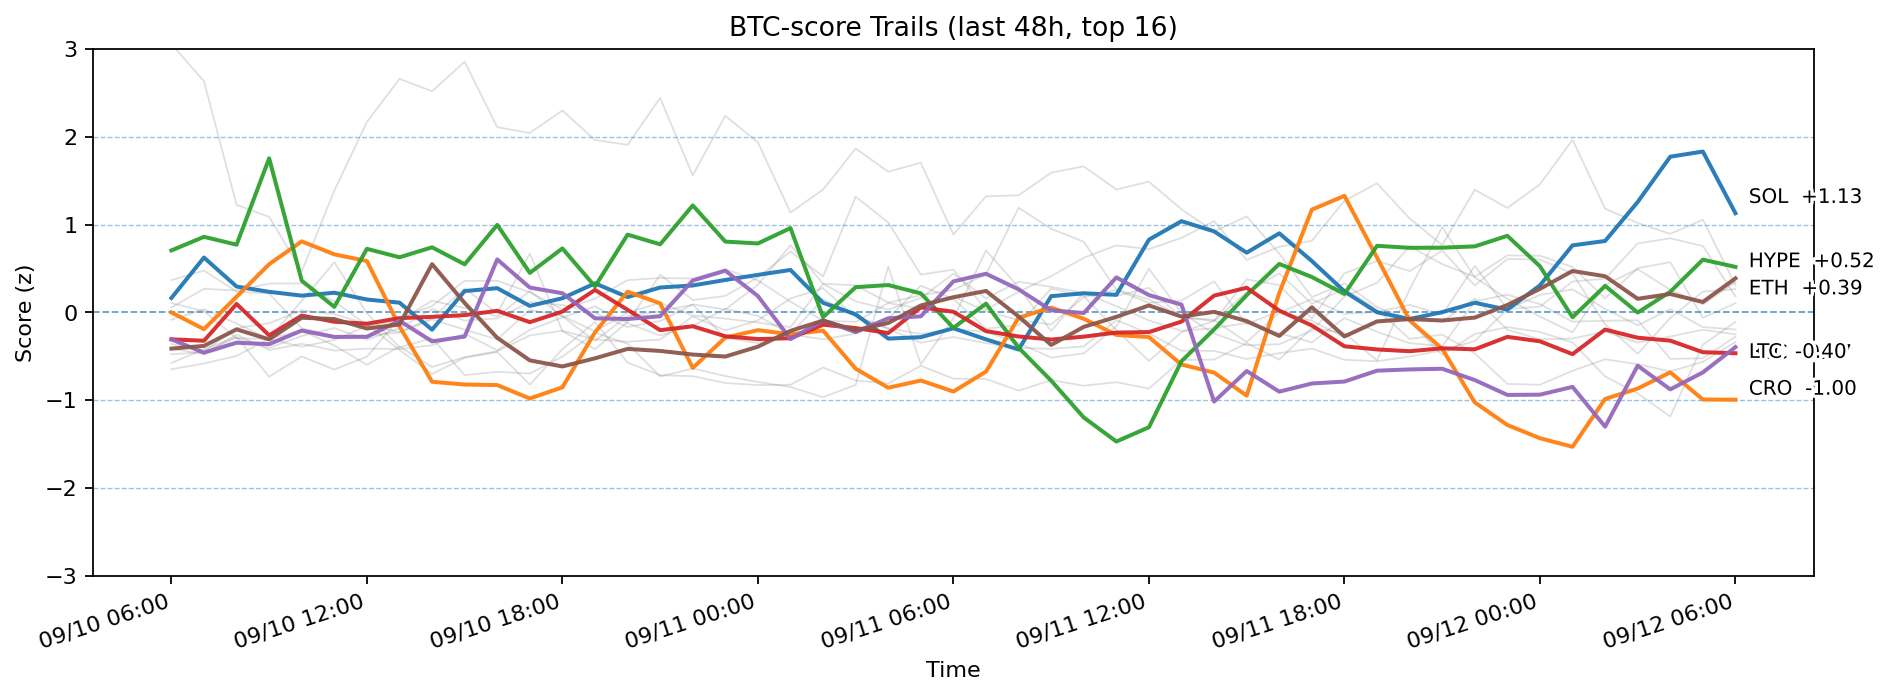 BTC-score Trails (last 48h, top 16)
3
2
1
0
−1
−2
−3
Score (z)
SOL +1.13
HYPE +0.52
ETH +0.39
LTC -0.40
CRO -1.00
09/10 06:00
09/10 12:00
09/10 18:00
09/11 00:00
09/11 06:00
09/11 12:00
09/11 18:00
09/12 00:00
09/12 06:00
Time